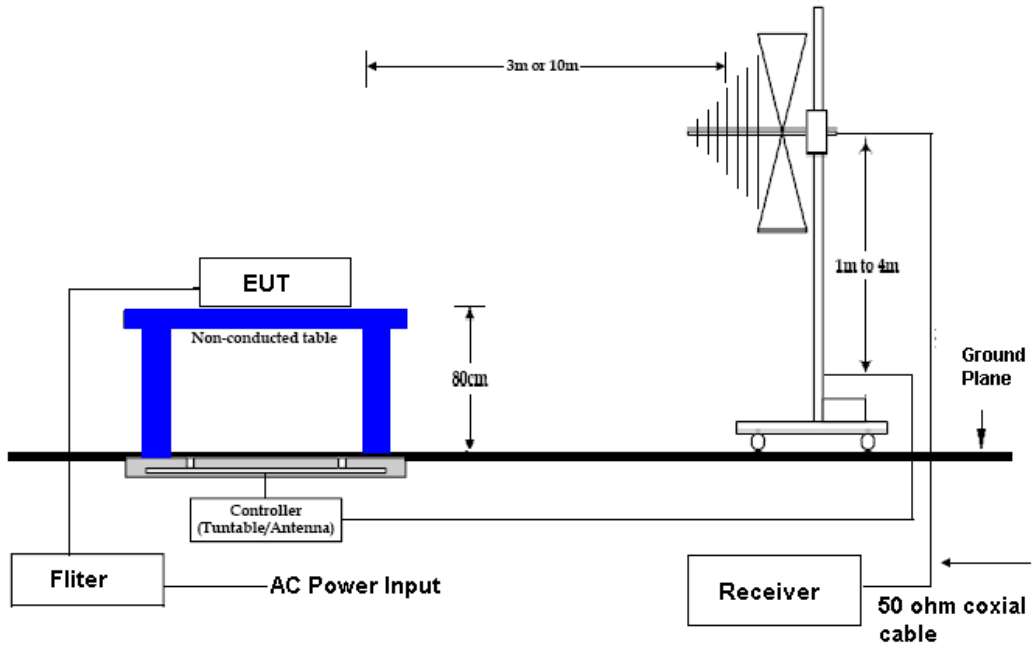 3m or 10m
EUT
1m to 4m
Non-conducted table
80cm
Ground
Plane
Controller
(Tuntable/Antenna)
Fliter
AC Power Input
Receiver
50 ohm coxial
cable